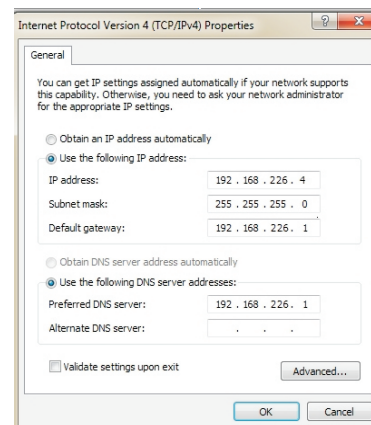 Internet Protocol Version 4 (TCP/IPv4) Properties
General
You can get IP settings assigned automatically if your network supports
this capability. Otherwise, you need to ask your network administrator
for the appropriate IP settings.
Obtain an IP address automatically
Use the following IP address:
IP address: 192 . 168 . 226 . 4
Subnet mask: 255 . 255 . 255 . 0
Default gateway: 192 . 168 . 226 . 1
Obtain DNS server address automatically
Use the following DNS server addresses:
Preferred DNS server: 192 . 168 . 226 . 1
Alternate DNS server: . . .
Validate settings upon exit
Advanced...
OK Cancel